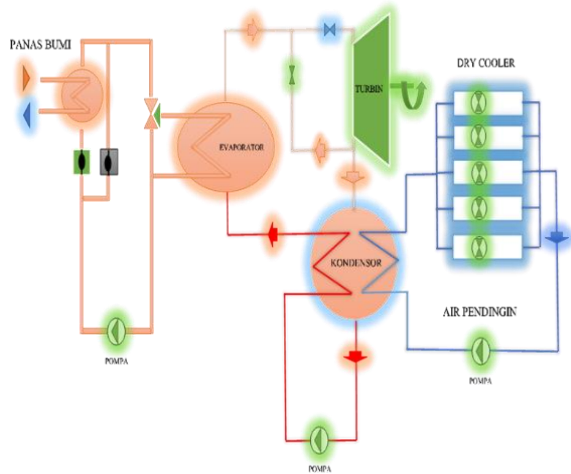 PANAS BUMI
DRY COOLER
TURBIN
EVAPORATOR
KONDENSOR
AIR PENDINGIN
POMPA
POMPA
POMPA